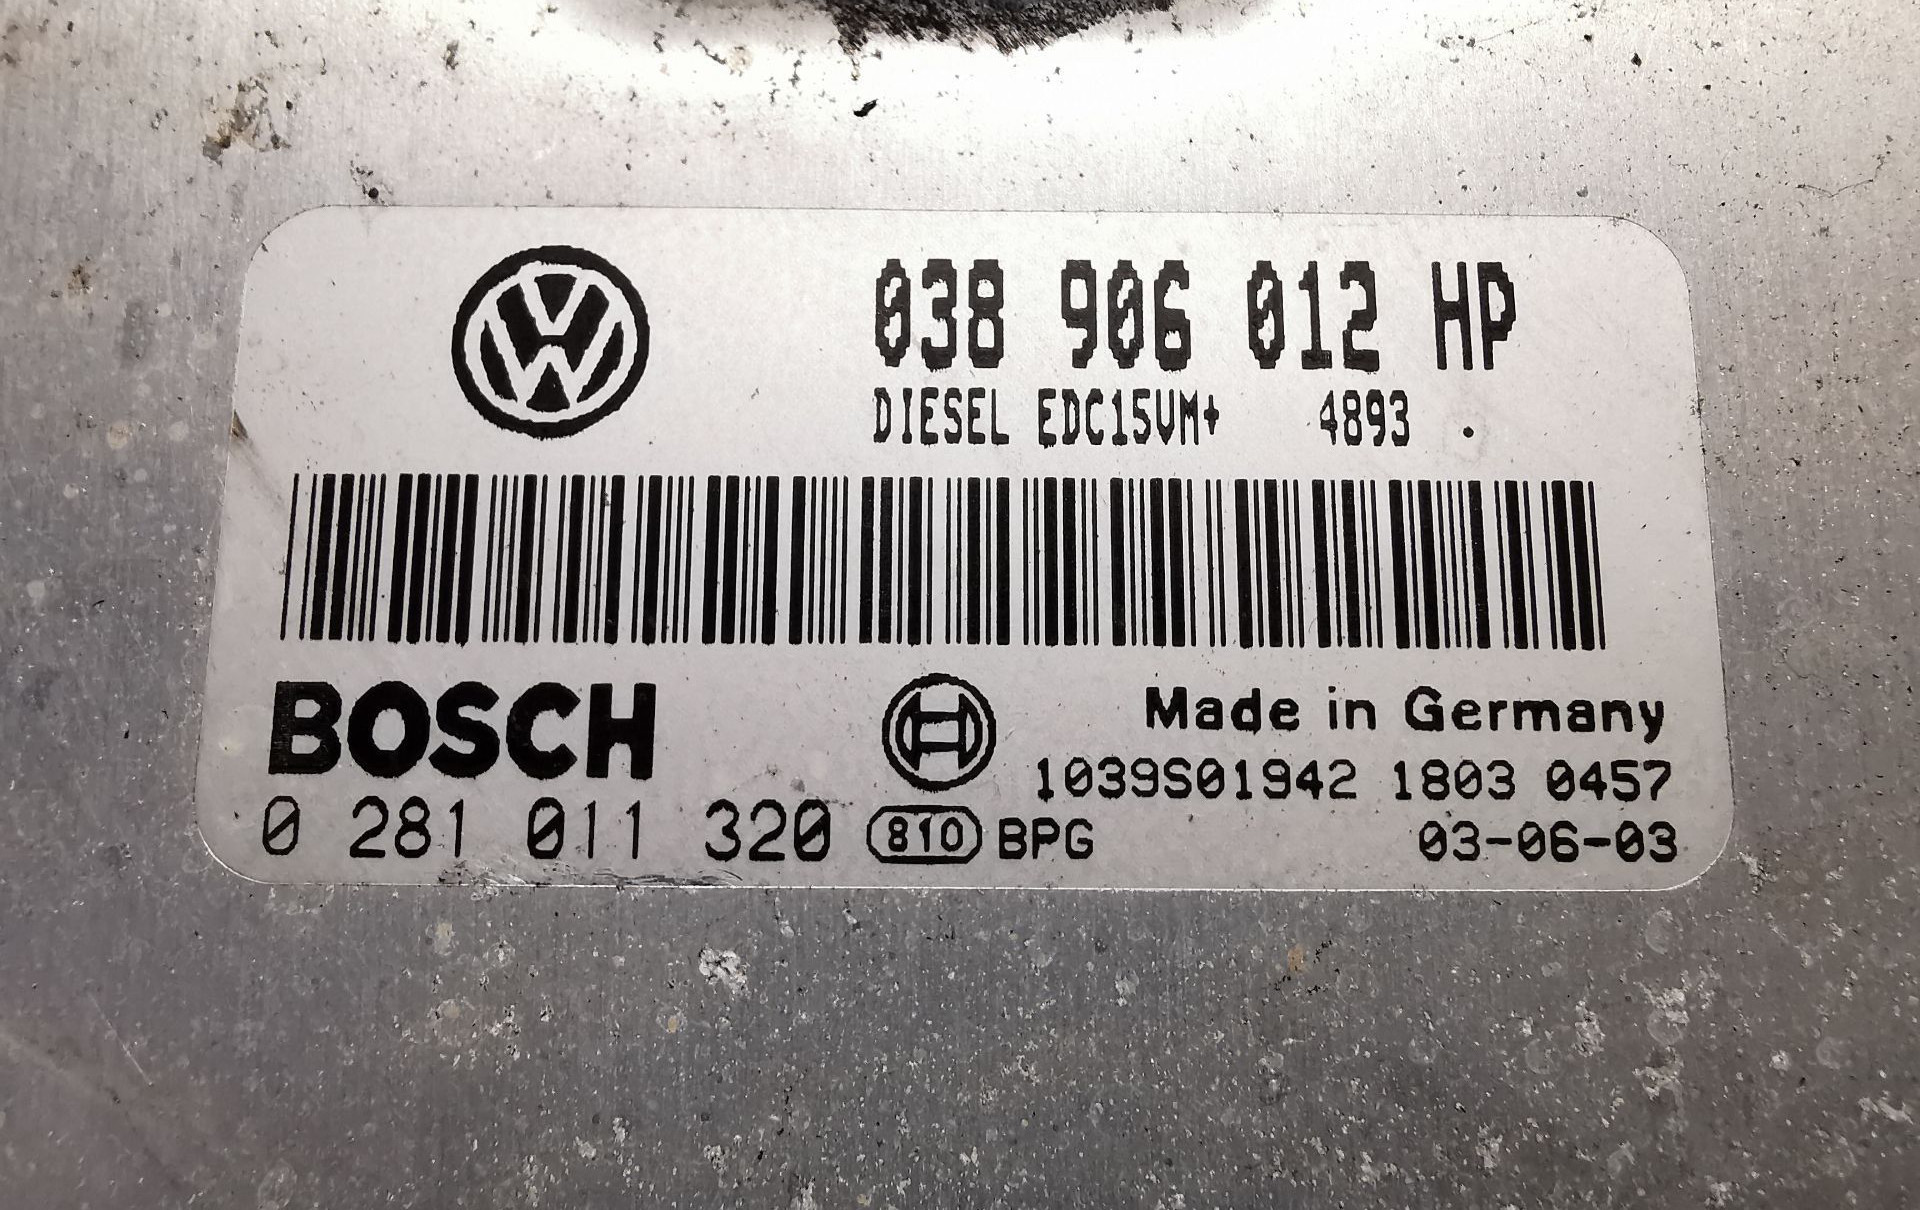 038 906 012 HP
DIESEL EDC15VM+ 4893 .
BOSCH
Made in Germany
1039S01942 1803 0457
0 281 011 320 810 BPG 03-06-03